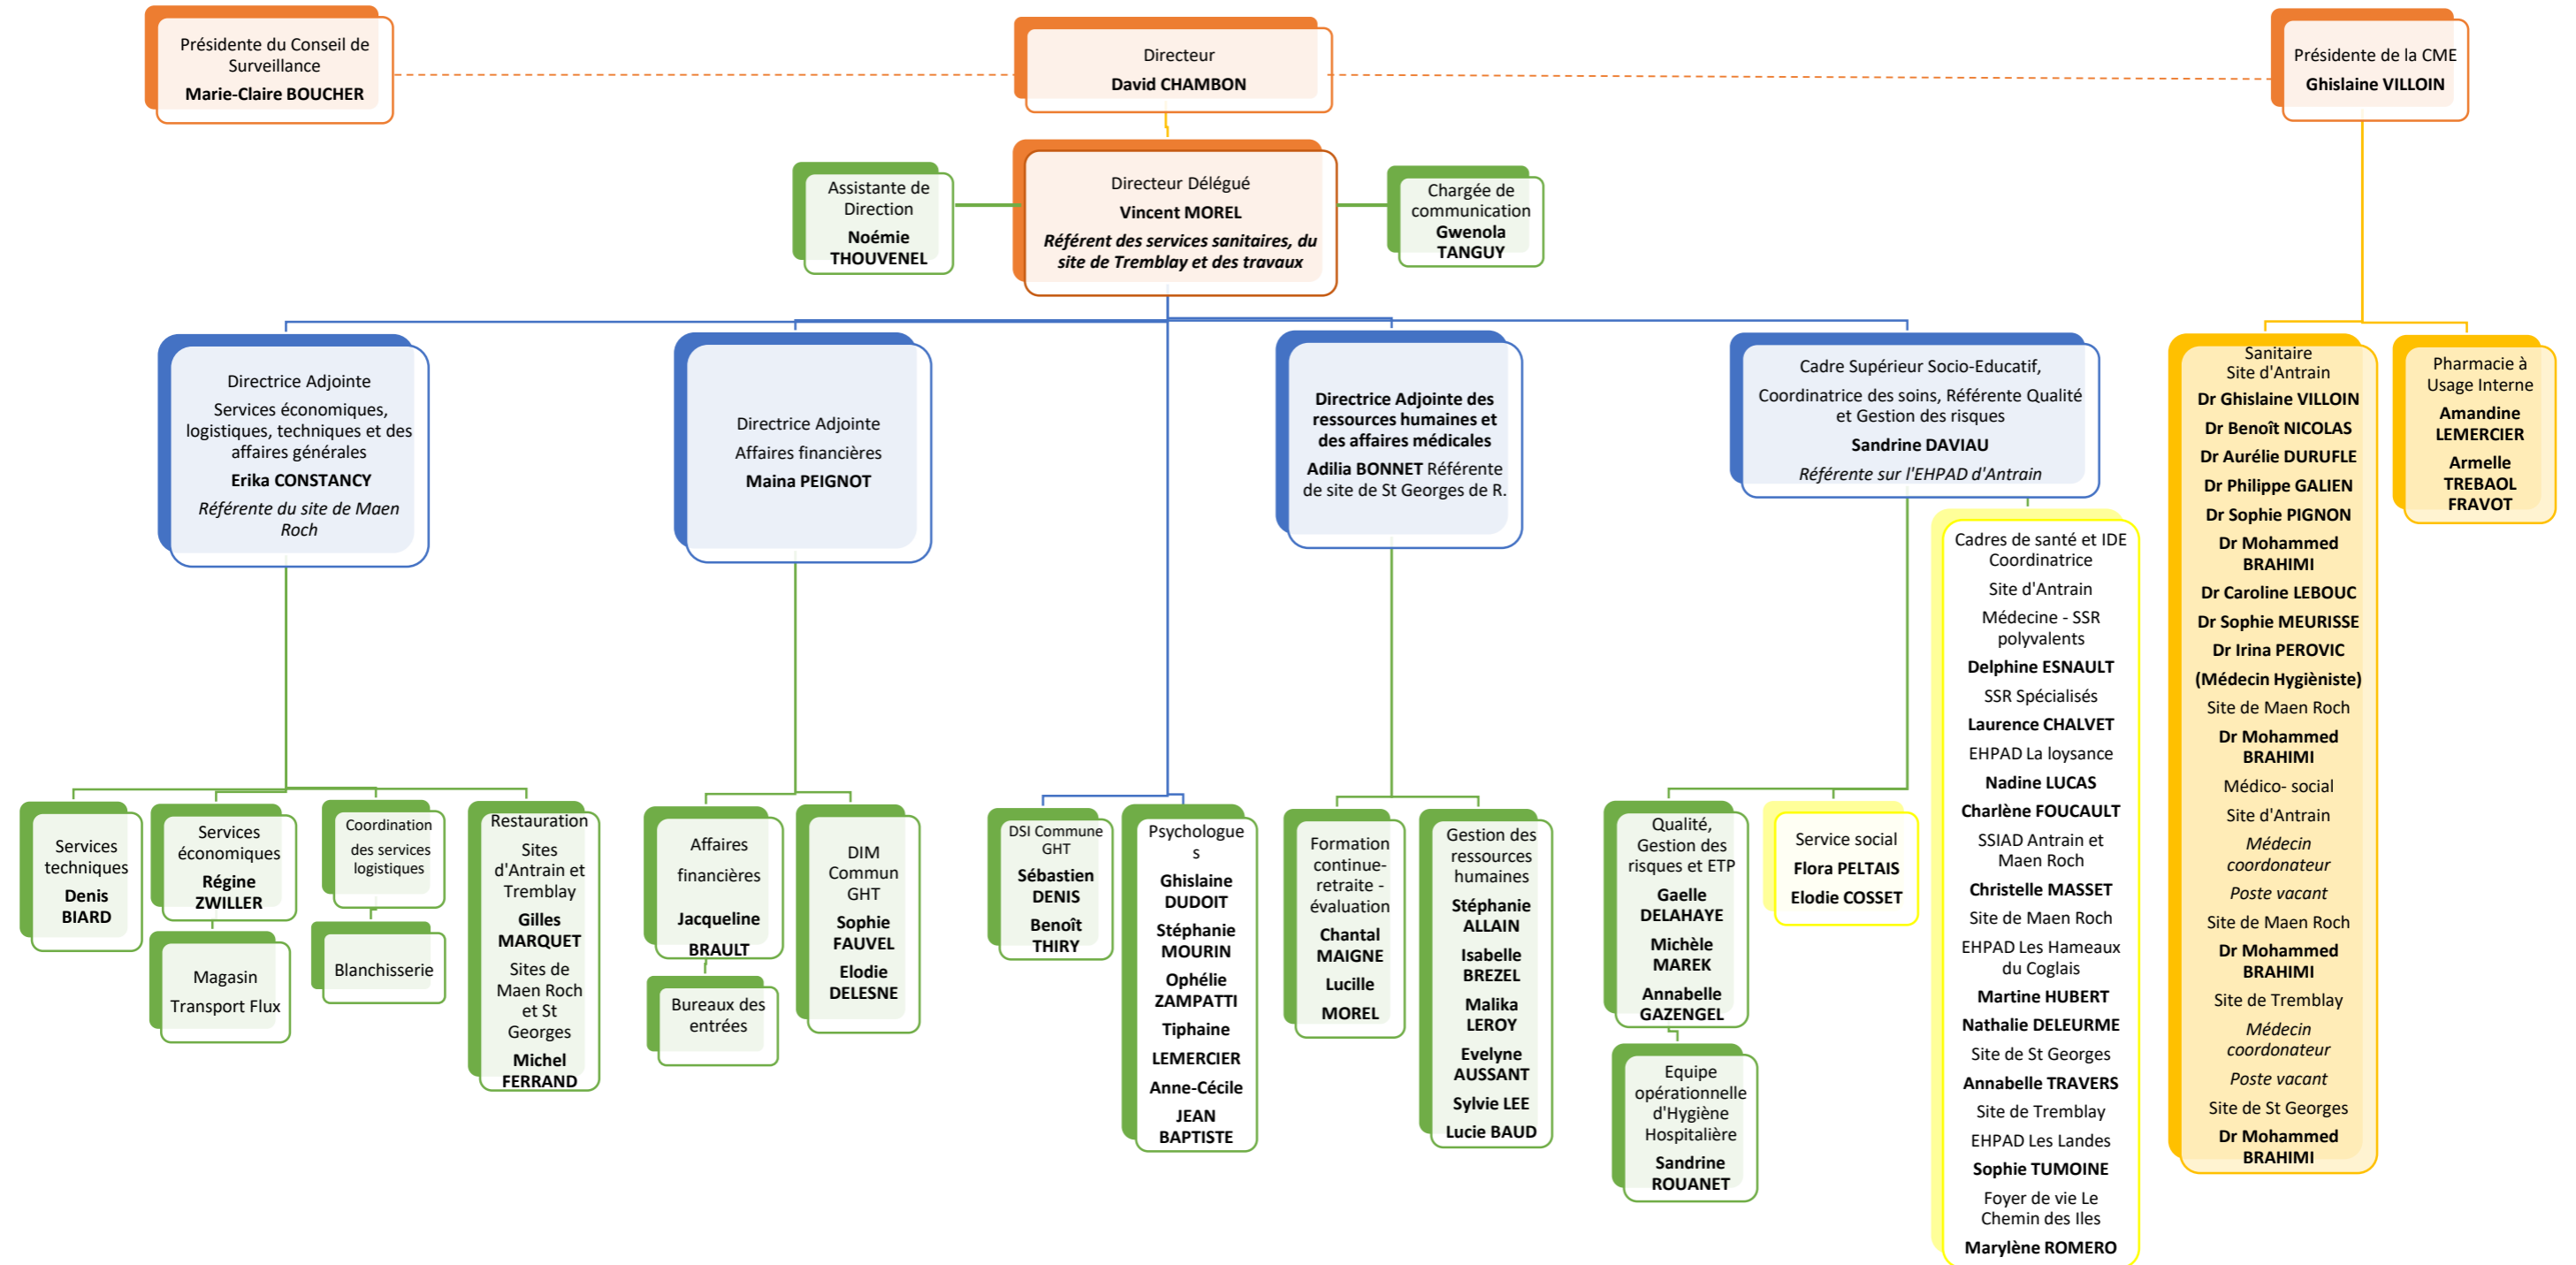 Présidente du Conseil de
Surveillance
Marie-Claire BOUCHER
Directeur
David CHAMBON
Présidente de la CME
Ghislaine VILLOIN
Assistante de
Direction
Noémie
THOUVENEL
Directeur Délégué
Vincent MOREL
Référent des services sanitaires, du
site de Tremblay et des travaux
Chargée de
communication
Gwenola
TANGUY
Directrice Adjointe
Services économiques,
logistiques, techniques et des
affaires générales
Erika CONSTANCY
Référente du site de Maen
Roch
Directrice Adjointe
Affaires financières
Maina PEIGNOT
Directrice Adjointe des
ressources humaines et
des affaires médicales
Adilia BONNET Référente
de site de St Georges de R.
Cadre Supérieur Socio-Educatif,
Coordinatrice des soins, Référente Qualité
et Gestion des risques
Sandrine DAVIAU
Référente sur l'EHPAD d'Antrain
Sanitaire
Site d'Antrain
Dr Ghislaine VILLOIN
Dr Benoît NICOLAS
Dr Aurélie DURUFLE
Dr Philippe GALIEN
Dr Sophie PIGNON
Dr Mohammed
BRAHIMI
Dr Caroline LEBOUC
Dr Sophie MEURISSE
Dr Irina PEROVIC
(Médecin Hygièniste)
Site de Maen Roch
Dr Mohammed
BRAHIMI
Médico- social
Site d'Antrain
Médecin
coordonateur
Poste vacant
Site de Maen Roch
Dr Mohammed
BRAHIMI
Site de Tremblay
Médecin
coordonateur
Poste vacant
Site de St Georges
Dr Mohammed
BRAHIMI
Pharmacie à
Usage Interne
Amandine
LEMERCIER
Armelle
TREBAOL
FRAVOT
Services
techniques
Denis
BIARD
Services
économiques
Régine
ZWILLER
Magasin
Transport Flux
Coordination
des services
logistiques
Blanchisserie
Restauration
Sites
d'Antrain et
Tremblay
Gilles
MARQUET
Sites de
Maen Roch
et St
Georges
Michel
FERRAND
Affaires
financières
Jacqueline
BRAULT
Bureaux des
entrées
DIM
Commun
GHT
Sophie
FAUVEL
Elodie
DELESNE
DSI Commune
GHT
Sébastien
DENIS
Benoît
THIRY
Psychologue
s
Ghislaine
DUDOIT
Stéphanie
MOURIN
Ophélie
ZAMPATTI
Tiphaine
LEMERCIER
Anne-Cécile
JEAN
BAPTISTE
Formation
continue-
retraite -
évaluation
Chantal
MAIGNE
Lucille
MOREL
Gestion des
ressources
humaines
Stéphanie
ALLAIN
Isabelle
BREZEL
Malika
LEROY
Evelyne
AUSSANT
Sylvie LEE
Lucie BAUD
Qualité,
Gestion des
risques et ETP
Gaelle
DELAHAYE
Michèle
MAREK
Annabelle
GAZENGEL
Equipe
opérationnelle
d'Hygiène
Hospitalière
Sandrine
ROUANET
Service social
Flora PELTAIS
Elodie COSSET
Cadres de santé et IDE
Coordinatrice
Site d'Antrain
Médecine - SSR
polyvalents
Delphine ESNAULT
SSR Spécialisés
Laurence CHALVET
EHPAD La loysance
Nadine LUCAS
Charlène FOUCAULT
SSIAD Antrain et
Maen Roch
Christelle MASSET
Site de Maen Roch
EHPAD Les Hameaux
du Coglais
Martine HUBERT
Nathalie DELEURME
Site de St Georges
Annabelle TRAVERS
Site de Tremblay
EHPAD Les Landes
Sophie TUMOINE
Foyer de vie Le
Chemin des Iles
Marylène ROMERO